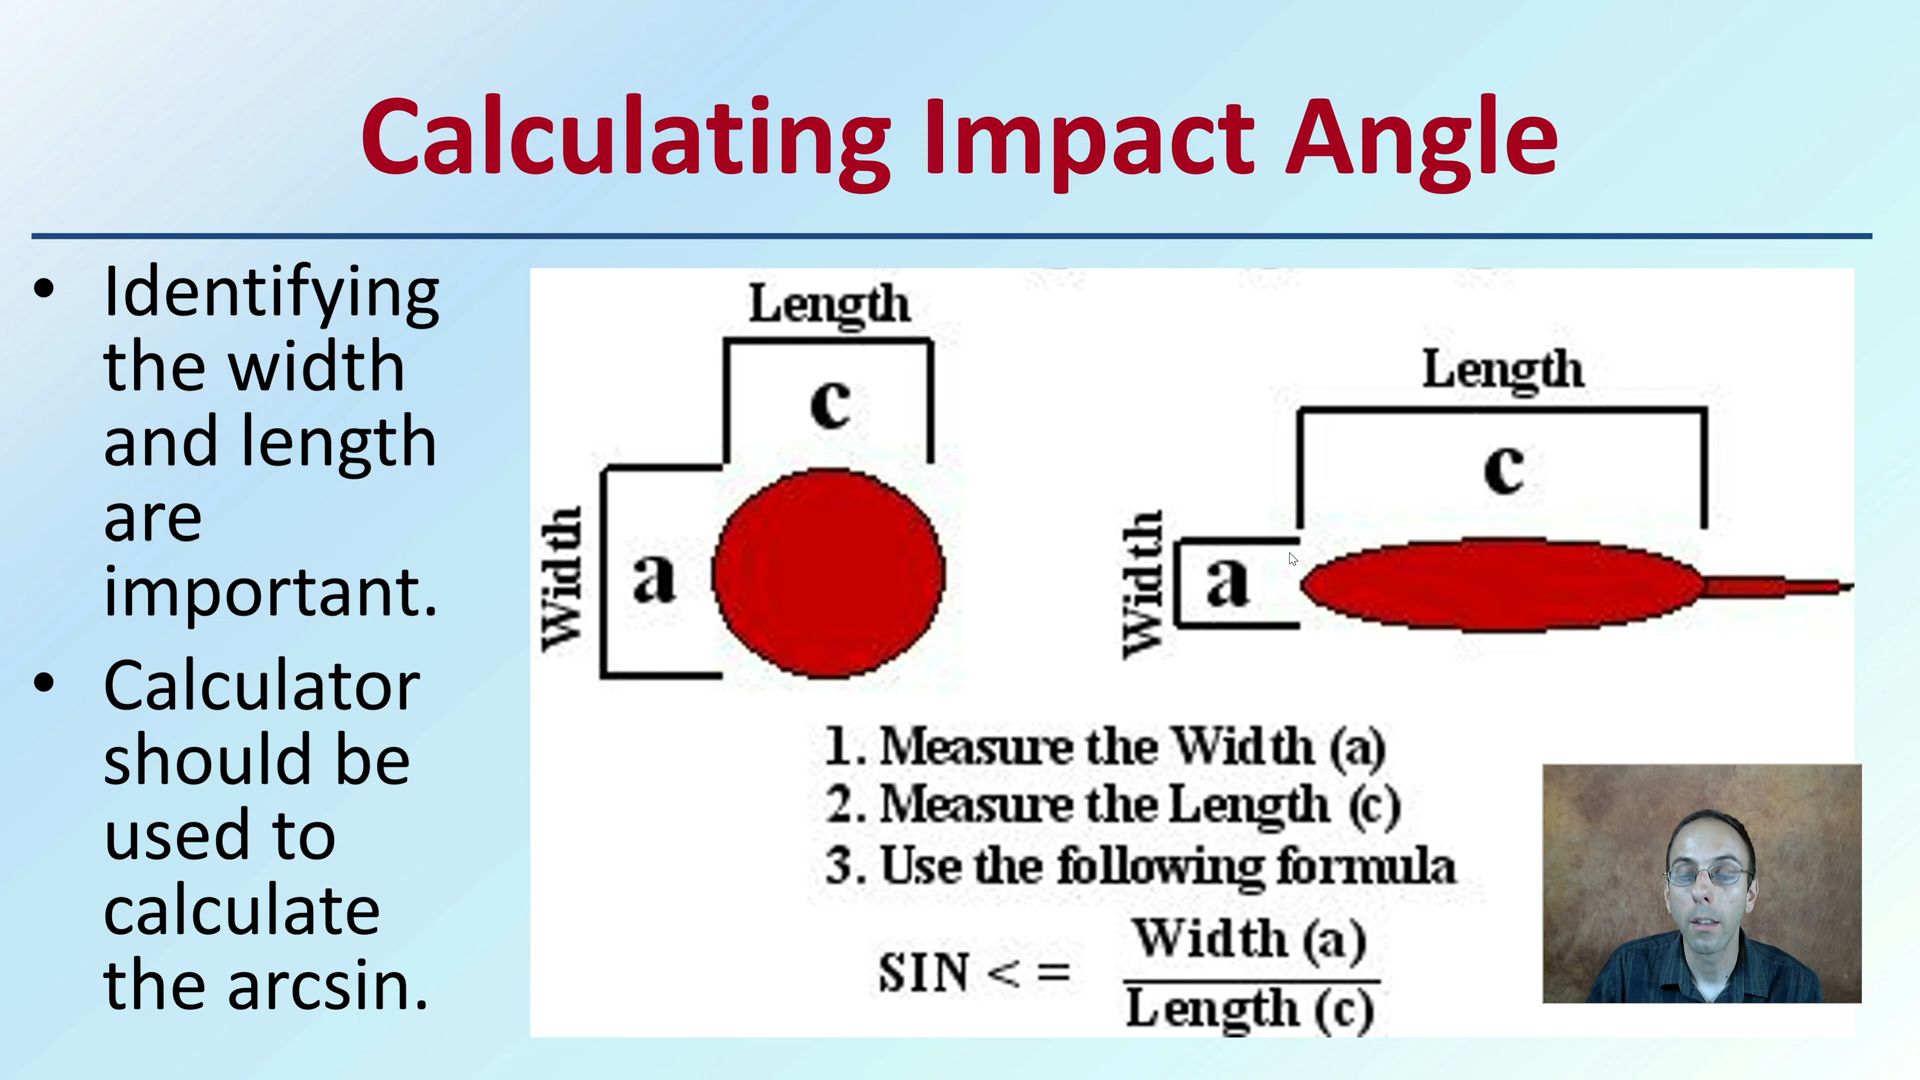 Calculating Impact Angle
• Identifying
the width
and length
are
important.
• Calculator
should be
used to
calculate
the arcsin.
Length
c
Width
a
Length
c
Width
a
1. Measure the Width (a)
2. Measure the Length (c)
3. Use the following formula
SIN < = Width (a)
Length (c)